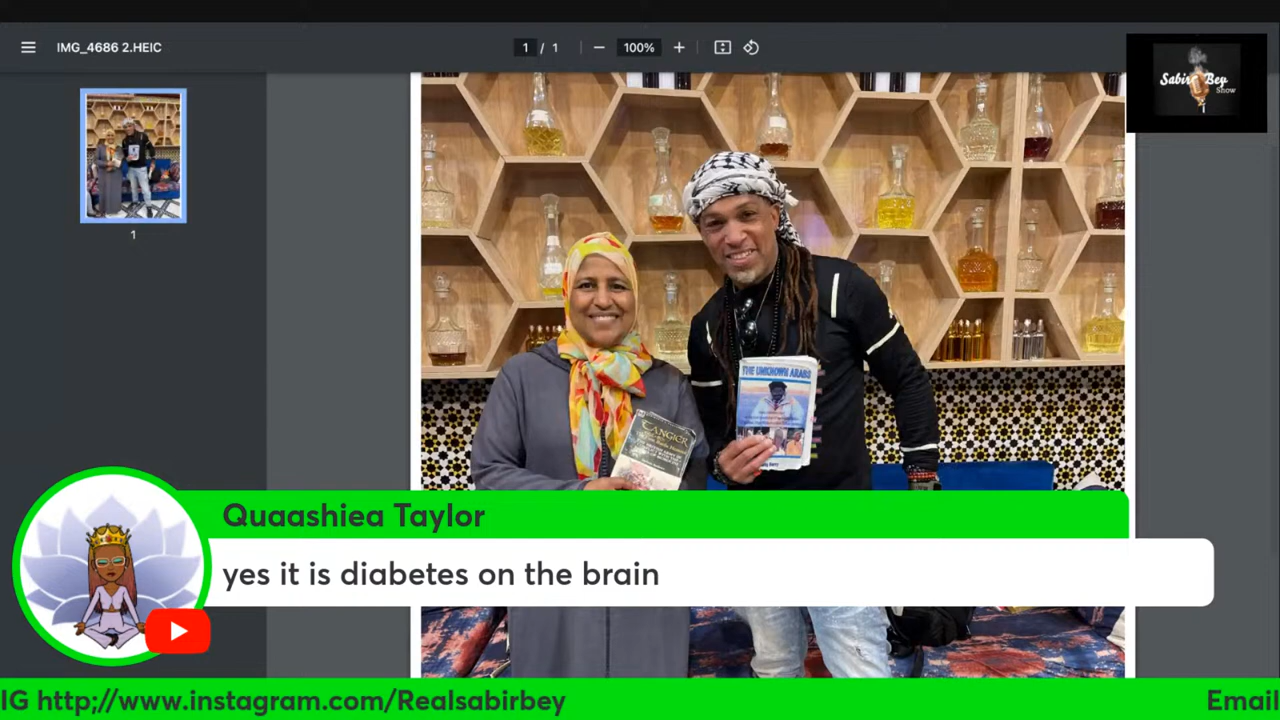 IMG_4686 2.HEIC
1 / 1
100%
Sabir Bey
Show
1
THE UNKNOWN ARABS
TANGIER
Quaashiea Taylor
yes it is diabetes on the brain
IG http;//www.instagram.com/Realsabirbey
Email